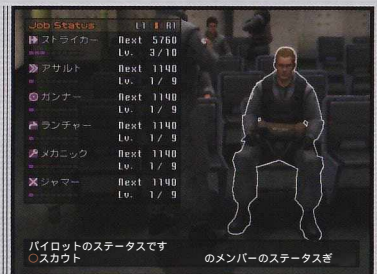 Job Status L1 R1
ストライカー Next 5760
Lv. 3/10
アサルト Next 1140
Lv. 1/ 9
ガンナー Next 1140
Lv. 1/ 9
ランチャー Next 1140
Lv. 1/ 9
メカニック Next 1140
Lv. 1/ 9
ジャマー Next 1140
Lv. 1/ 9
パイロットのステータスです
○スカウト のメンバーのステータスぎ